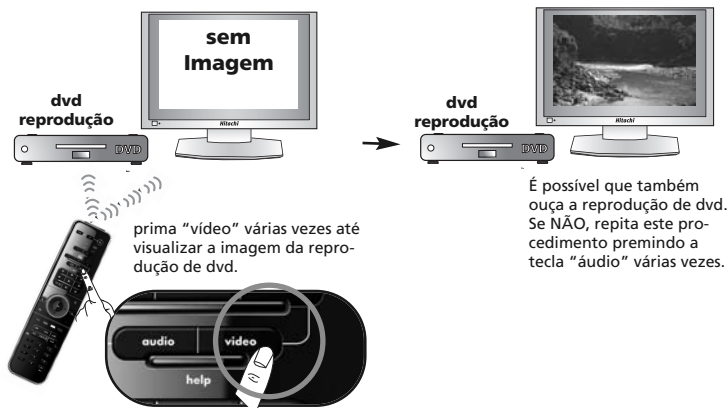 sem
Imagem
dvd
reprodução
Hitachi
DVD
dvd
reprodução
Hitachi
DVD
prima “vídeo” várias vezes até
visualizar a imagem da repro-
dução de dvd.
É possível que também
ouça a reprodução de dvd.
Se NÃO, repita este pro-
cedimento premindo a
tecla “áudio” várias vezes.
audio
video
help